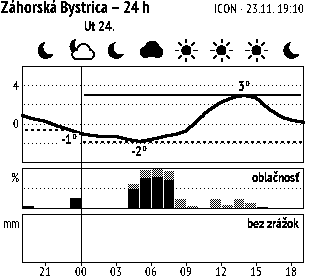 Záhorská Bystrica – 24 h
ICON · 23.11. 19:10
Ut 24.
4
3°
0
-1°
-2°
%
oblačnosť
mm
bez zrážok
21 00 03 06 09 12 15 18